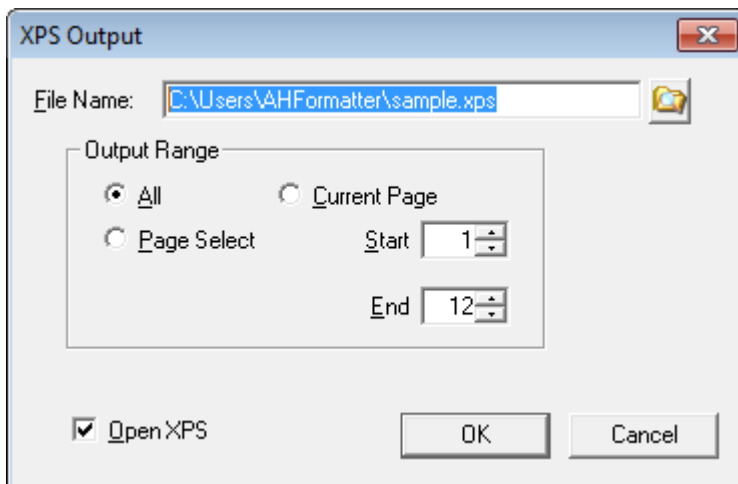 XPS Output
File Name: C:\Users\AHFormatter\sample.xps
Output Range
All Current Page
Page Select Start 1
End 12
Open XPS OK Cancel